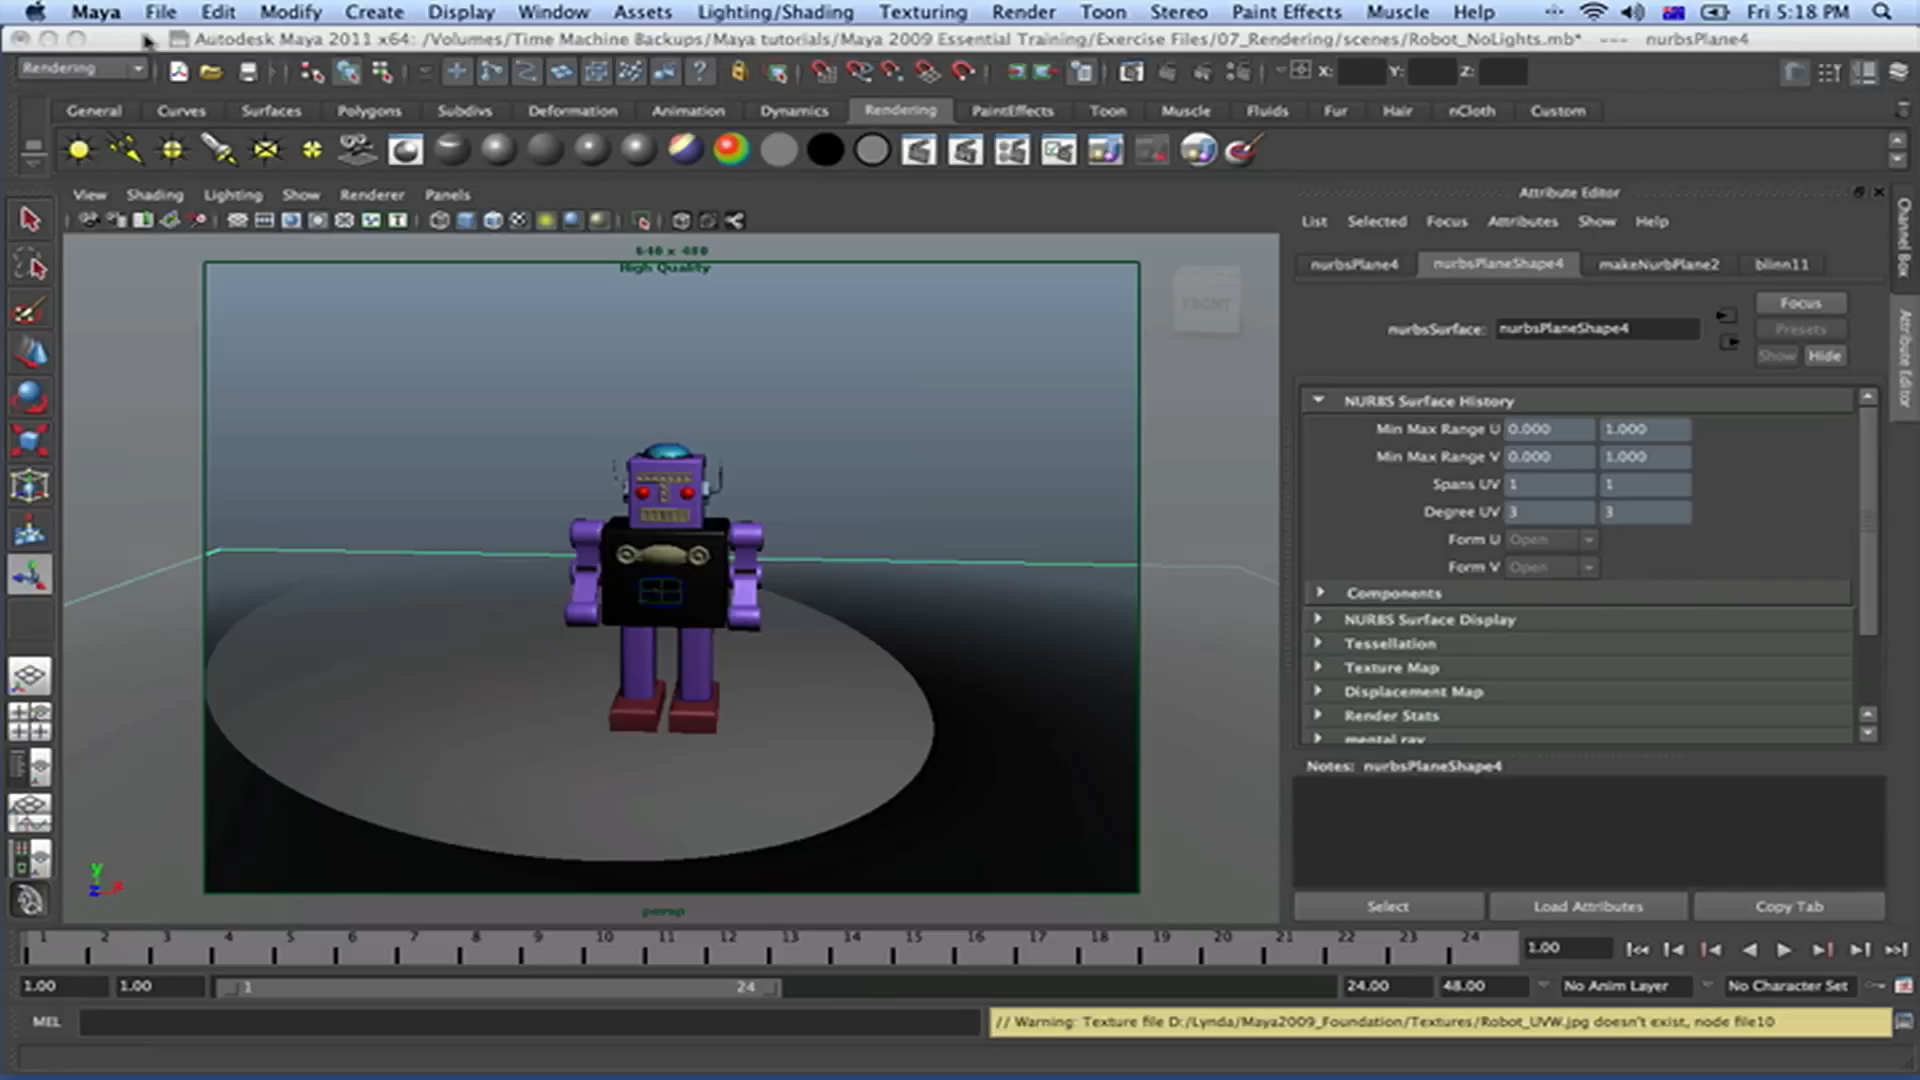 Maya File Edit Modify Create Display Window Assets Lighting/Shading Texturing Render Toon Stereo Paint Effects Muscle Help Fri 5:18 PM
Autodesk Maya 2011 x64: /Volumes/Time Machine Backups/Maya tutorials/Maya 2009 Essential Training/Exercise Files/07_Rendering/scenes/Robot_NoLights.mb* --- nurbsPlane4
Rendering X: Y: Z:
General Curves Surfaces Polygons Subdivs Deformation Animation Dynamics Rendering PaintEffects Toon Muscle Fluids Fur Hair nCloth Custom
View Shading Lighting Show Renderer Panels
640 x 480
High Quality
FRONT
persp
y
z x
Attribute Editor
List Selected Focus Attributes Show Help
nurbsPlane4 nurbsPlaneShape4 makeNurbPlane2 blinn11
Focus
nurbsSurface: nurbsPlaneShape4
Presets
Show Hide
NURBS Surface History
Min Max Range U 0.000 1.000
Min Max Range V 0.000 1.000
Spans UV 1 1
Degree UV 3 3
Form U Open
Form V Open
Components
NURBS Surface Display
Tessellation
Texture Map
Displacement Map
Render Stats
mental ray
Notes: nurbsPlaneShape4
Select Load Attributes Copy Tab
Channel Box
Attribute Editor
1 2 3 4 5 6 7 8 9 10 11 12 13 14 15 16 17 18 19 20 21 22 23 24 1.00
1.00 1.00 1 24 24.00 48.00 No Anim Layer No Character Set
MEL // Warning: Texture file D:/Lynda/Maya2009_Foundation/Textures/Robot_UVW.jpg doesn't exist, node file10